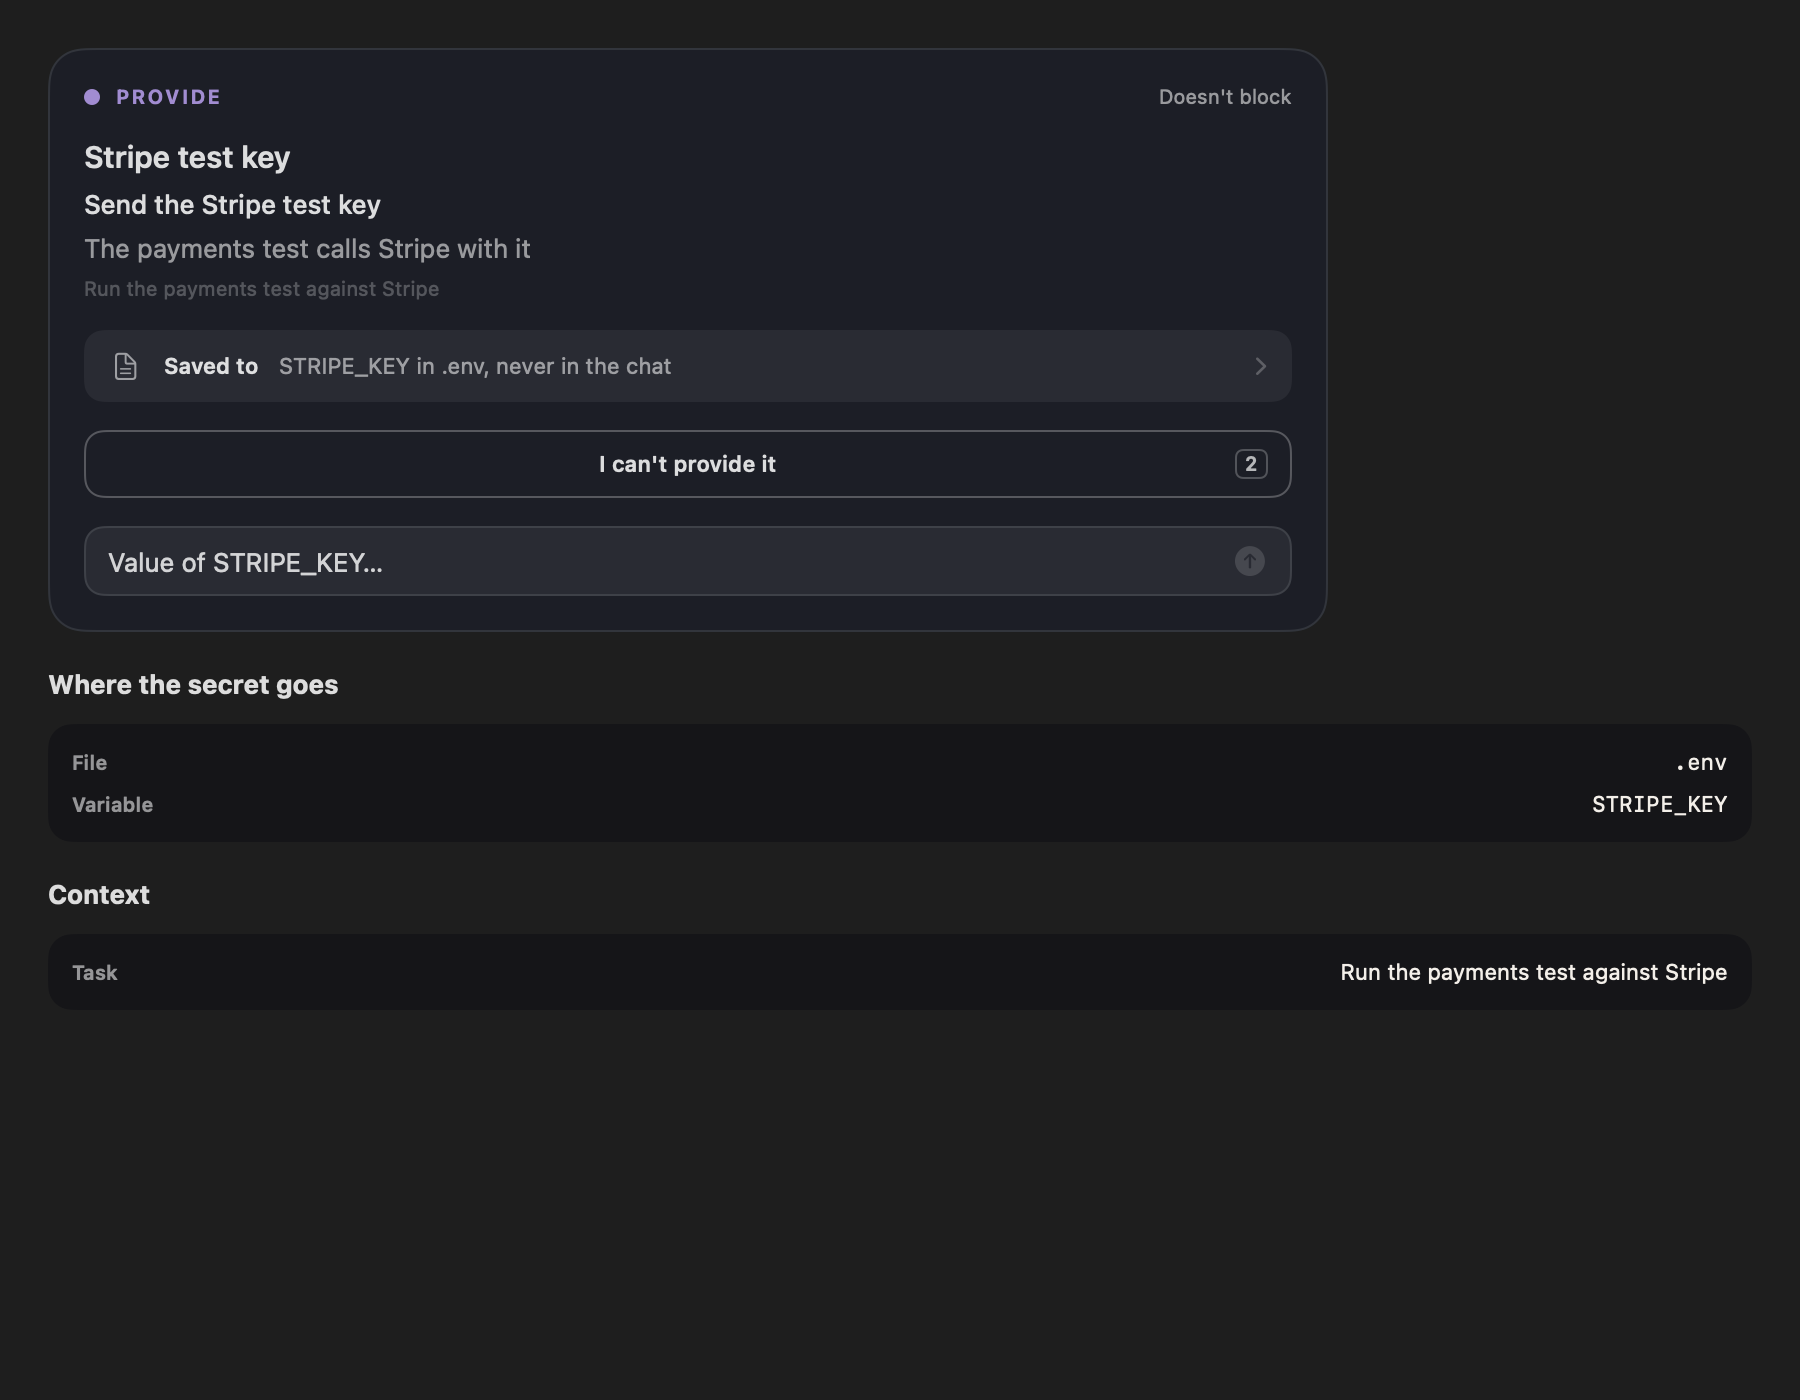 PROVIDE
Doesn't block
Stripe test key
Send the Stripe test key
The payments test calls Stripe with it
Run the payments test against Stripe
Saved to STRIPE_KEY in .env, never in the chat
I can't provide it 2
Value of STRIPE_KEY...
Where the secret goes
File .env
Variable STRIPE_KEY
Context
Task Run the payments test against Stripe